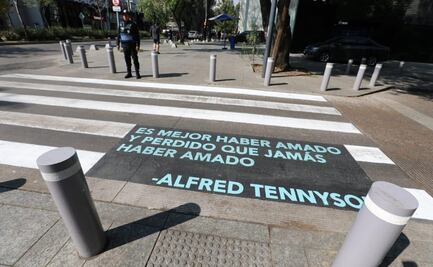 ES MEJOR HABER AMADO
Y PERDIDO QUE JAMÁS
HABER AMADO
-ALFRED TENNYSO